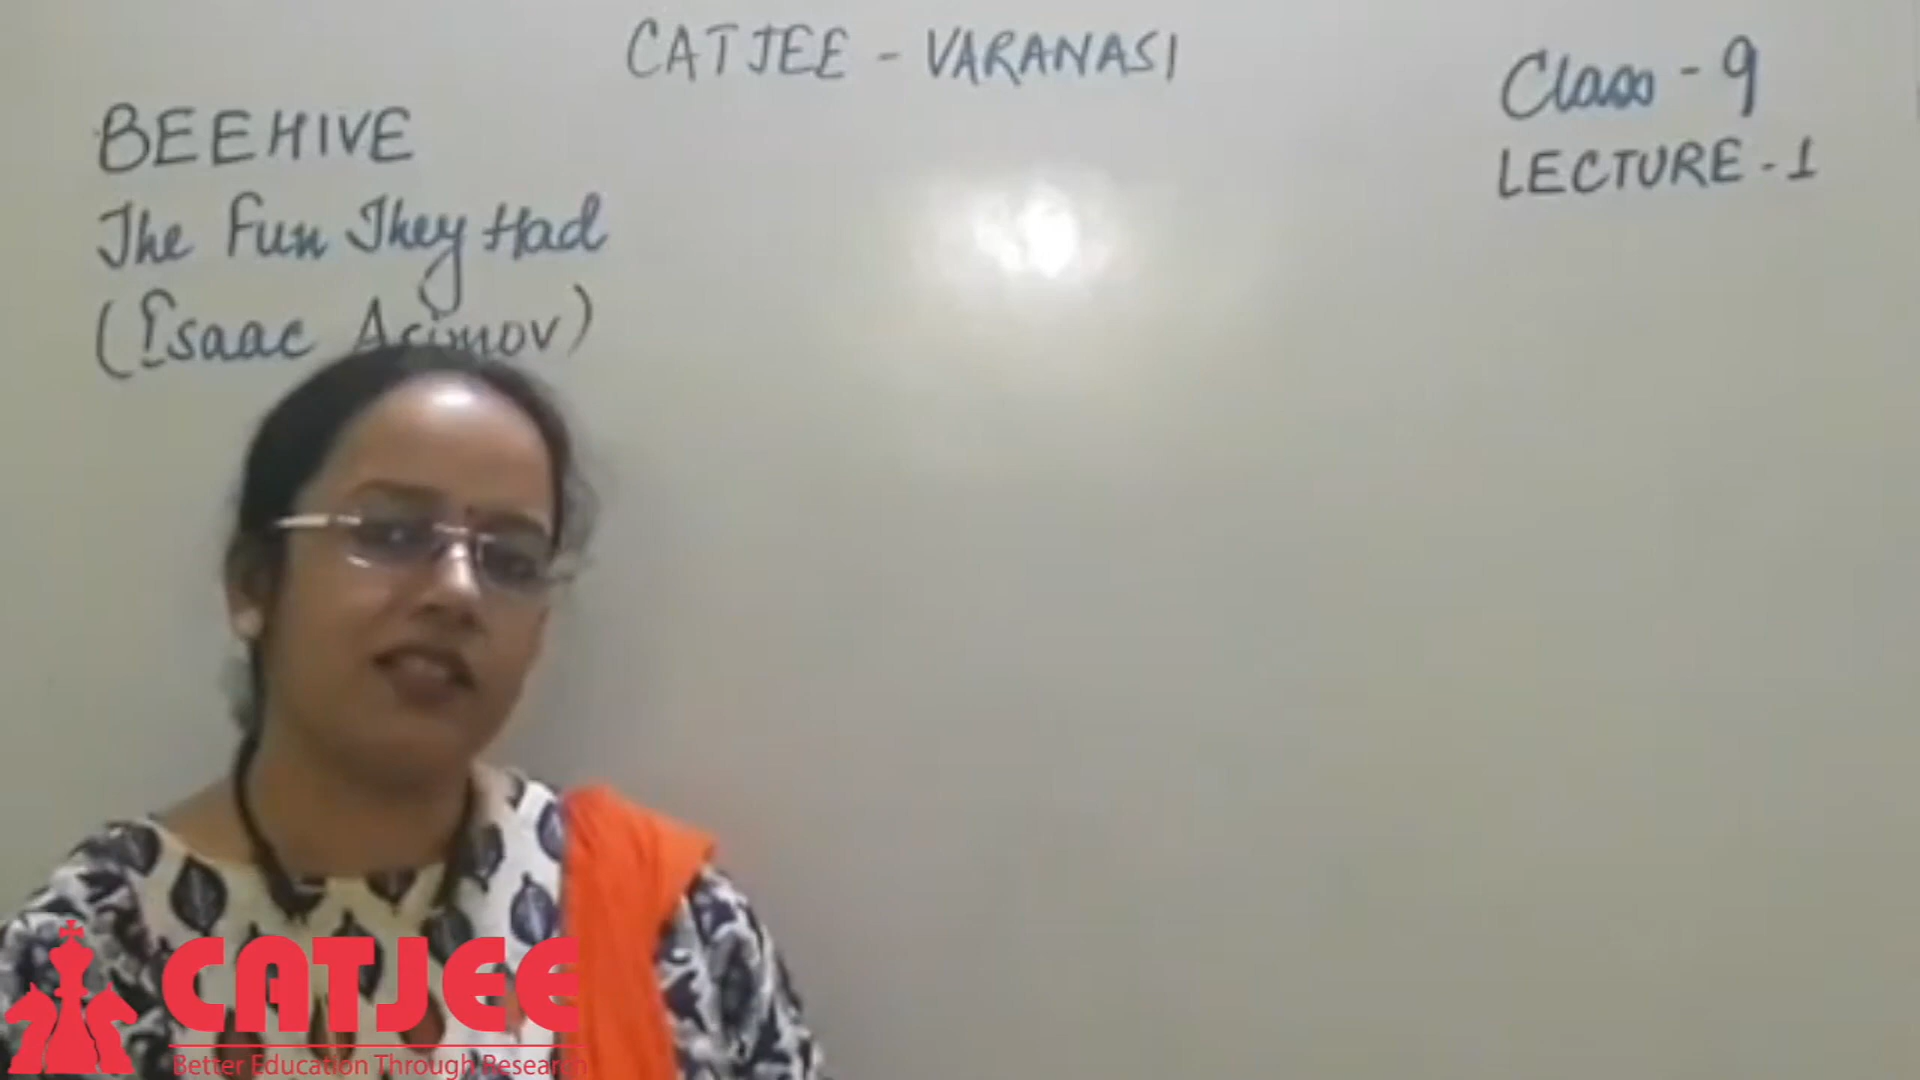 CATJEE - VARANASI
Class - 9
LECTURE - 1
BEEHIVE
The Fun They Had
(Isaac Asimov)
CATJEE
Better Education Through Research